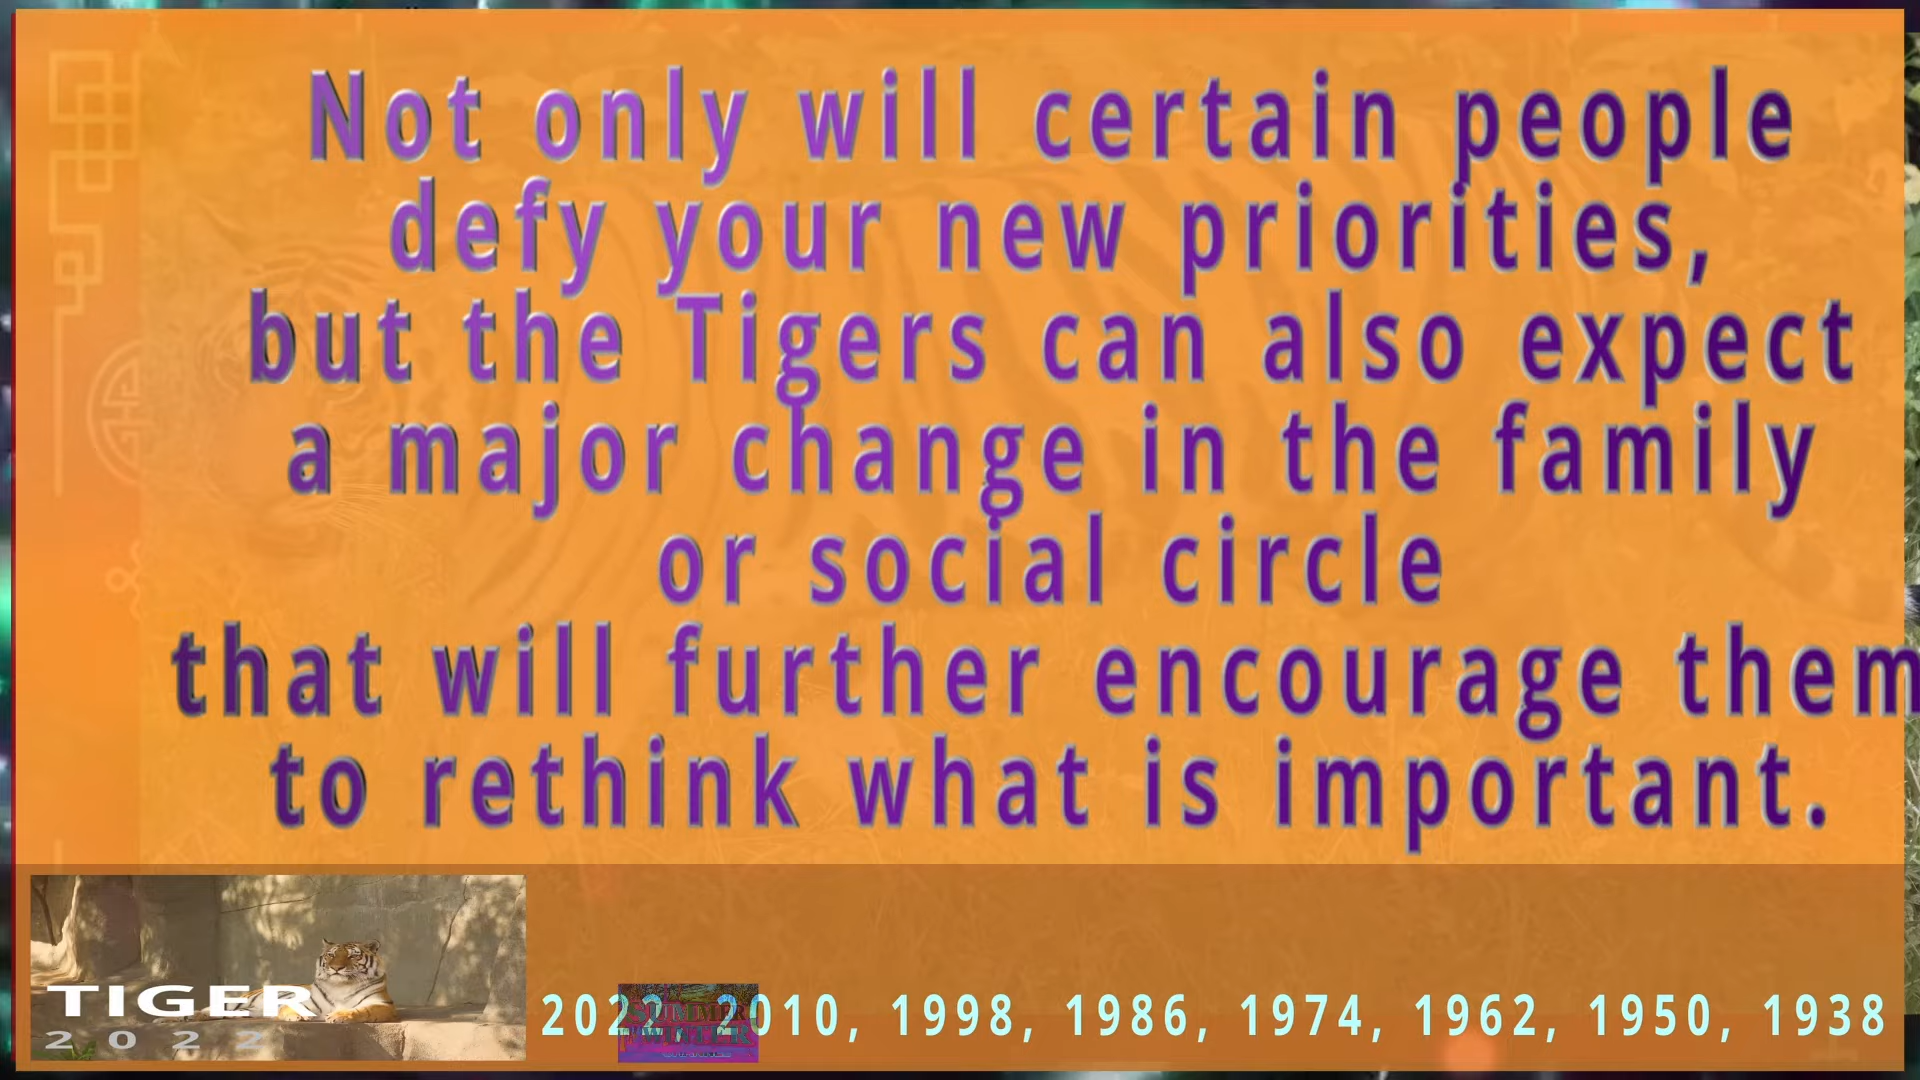 Not only will certain people
defy your new priorities,
but the Tigers can also expect
a major change in the family
or social circle
that will further encourage them
to rethink what is important.
TIGER
2022
2022, 2010, 1998, 1986, 1974, 1962, 1950, 1938
SUMMER
WINTER